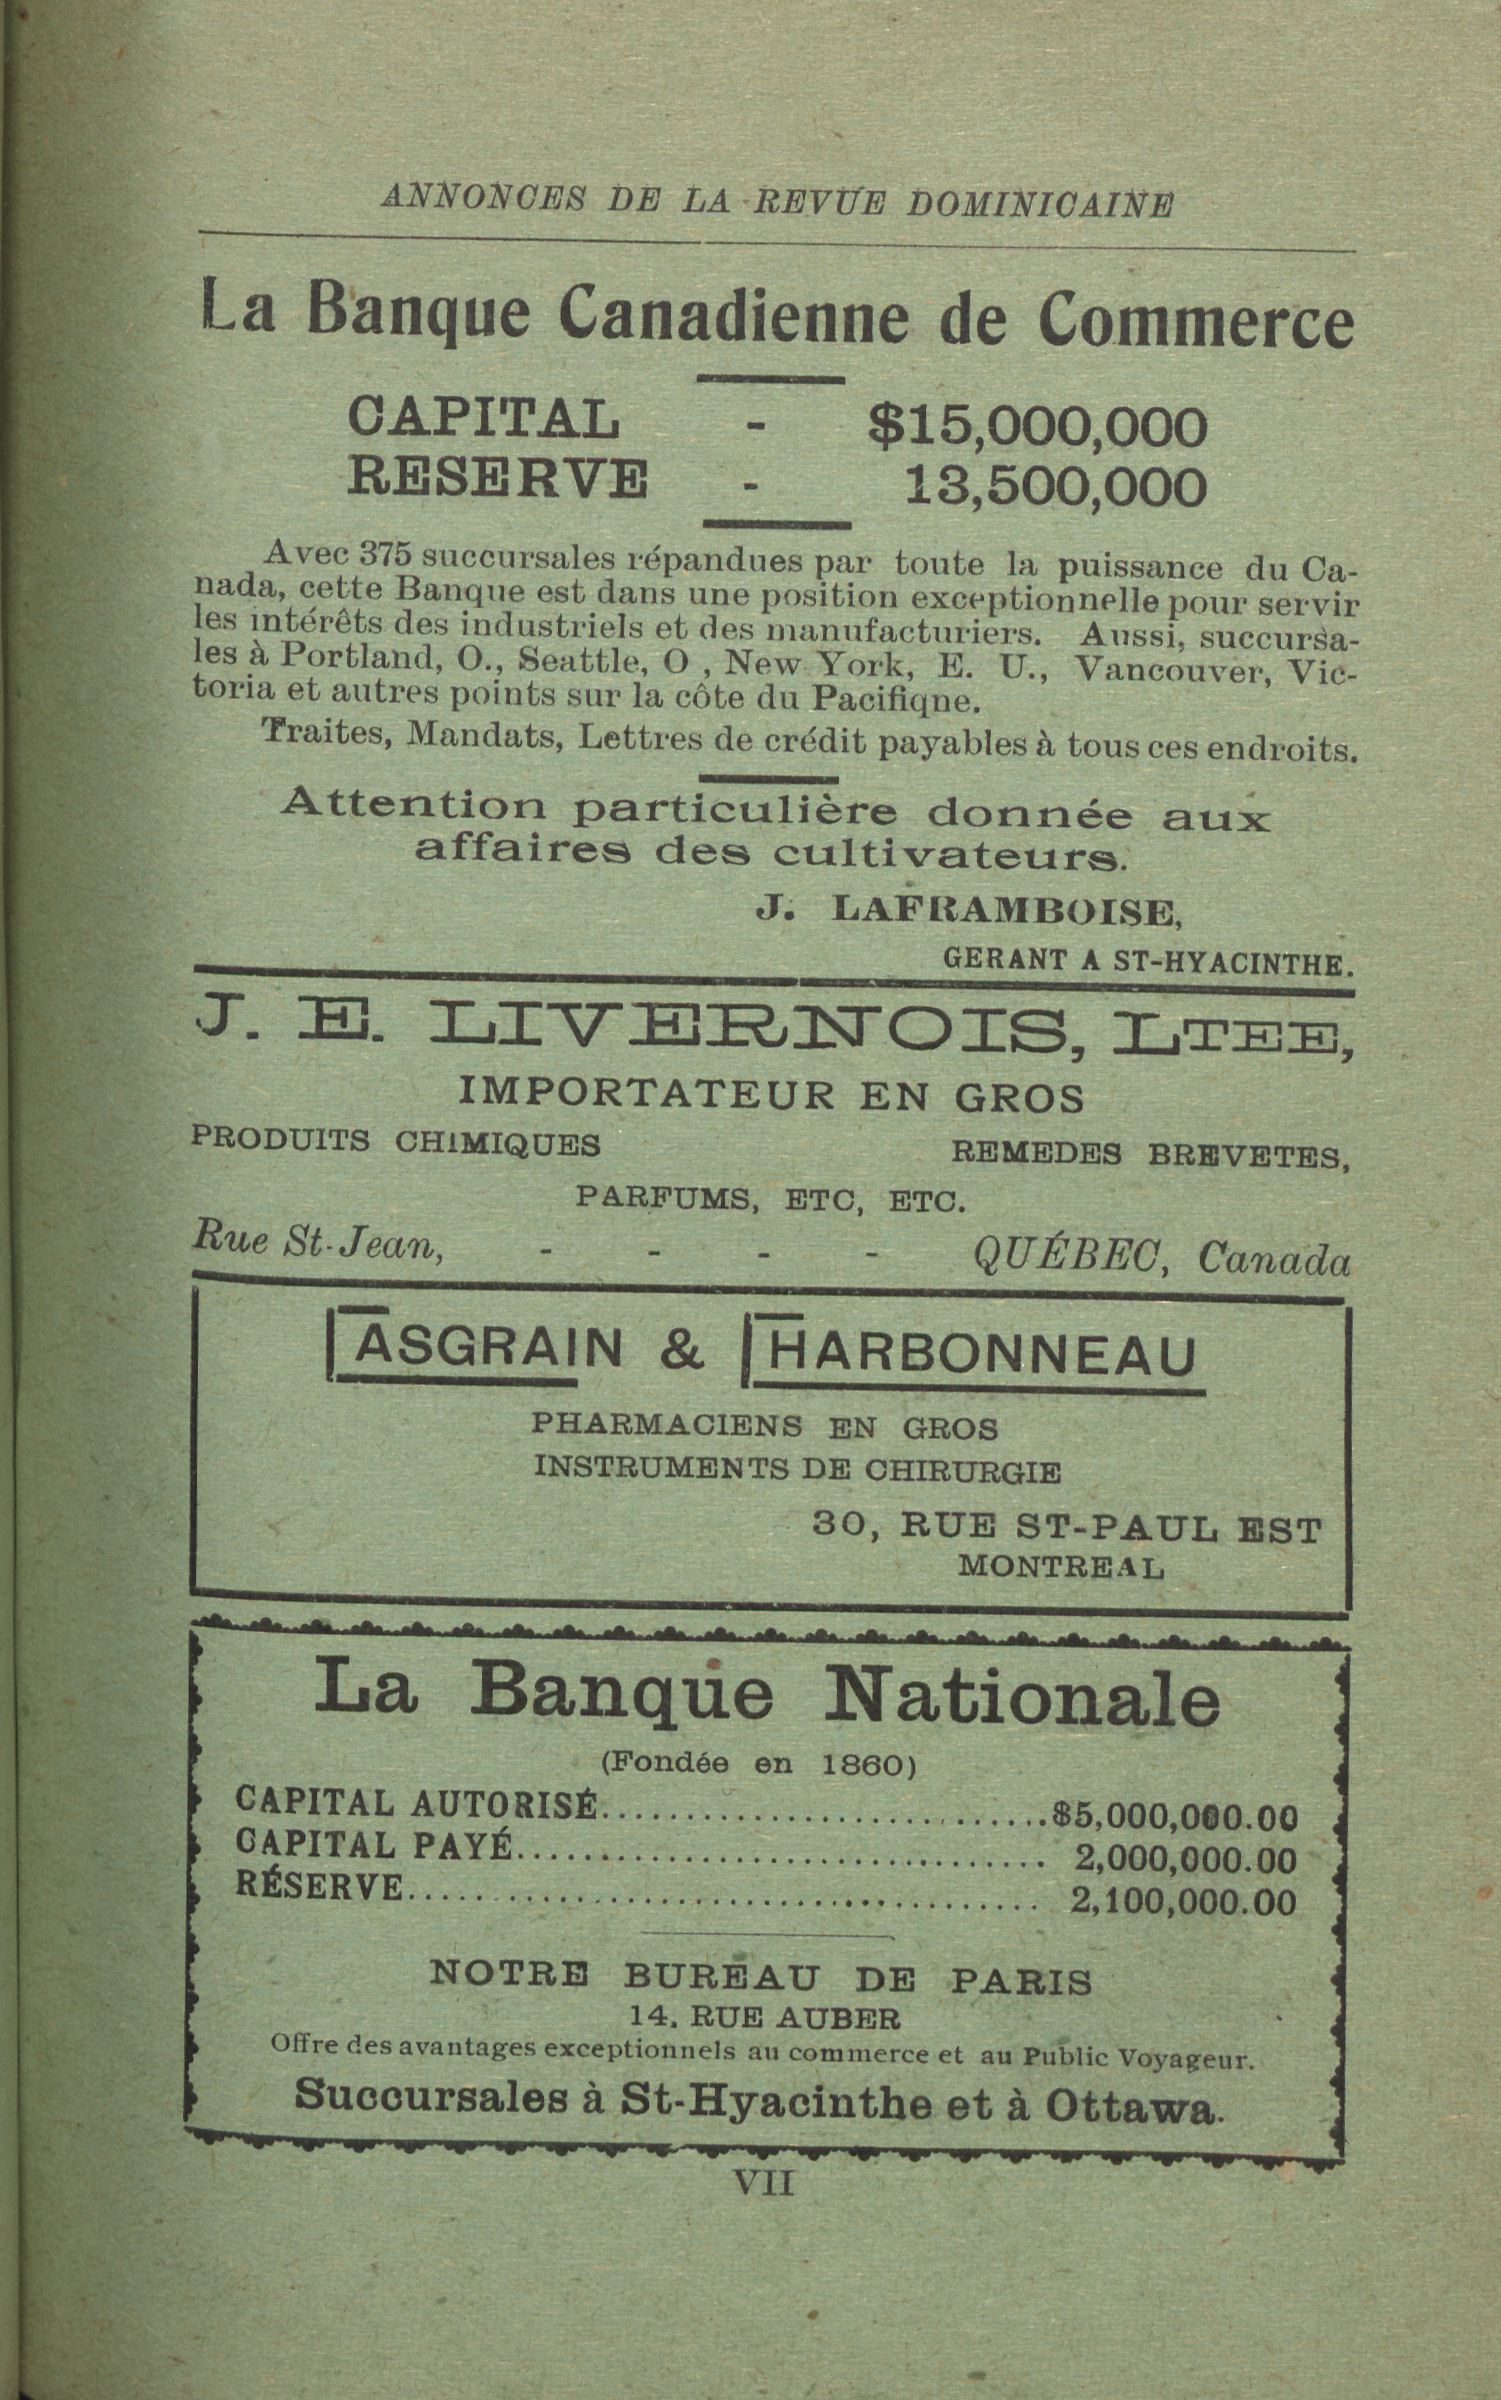 ANNONCES DE LA REVUE DOMINICAINE
La Banque Canadienne de Commerce
CAPITAL - $15,000,000
RESERVE - 13,500,000
Avec 375 succursales répandues par toute la puissance du Ca-
nada, cette Banque est dans une position exceptionnelle pour servir
les intérêts des industriels et des manufacturiers. Aussi, succursa-
les à Portland, O., Seattle, O , New York, E. U., Vancouver, Vic-
toria et autres points sur la côte du Pacifique.
Traites, Mandats, Lettres de crédit payables à tous ces endroits.
Attention particulière donnée aux
affaires des cultivateurs.
J. LAFRAMBOISE,
GERANT A ST-HYACINTHE.
J. E. LIVERNOIS, LTEE,
IMPORTATEUR EN GROS
PRODUITS CHIMIQUES REMEDES BREVETES,
PARFUMS, ETC, ETC.
Rue St-Jean, - - - - QUÉBEC, Canada
CASGRAIN & CHARBONNEAU
PHARMACIENS EN GROS
INSTRUMENTS DE CHIRURGIE
30, RUE ST-PAUL EST
MONTREAL
La Banque Nationale
(Fondée en 1860)
CAPITAL AUTORISÉ..............................$5,000,000.00
CAPITAL PAYÉ.................................. 2,000,000.00
RÉSERVE........................................ 2,100,000.00
NOTRE BUREAU DE PARIS
14, RUE AUBER
Offre des avantages exceptionnels au commerce et au Public Voyageur.
Succursales à St-Hyacinthe et à Ottawa.
VII